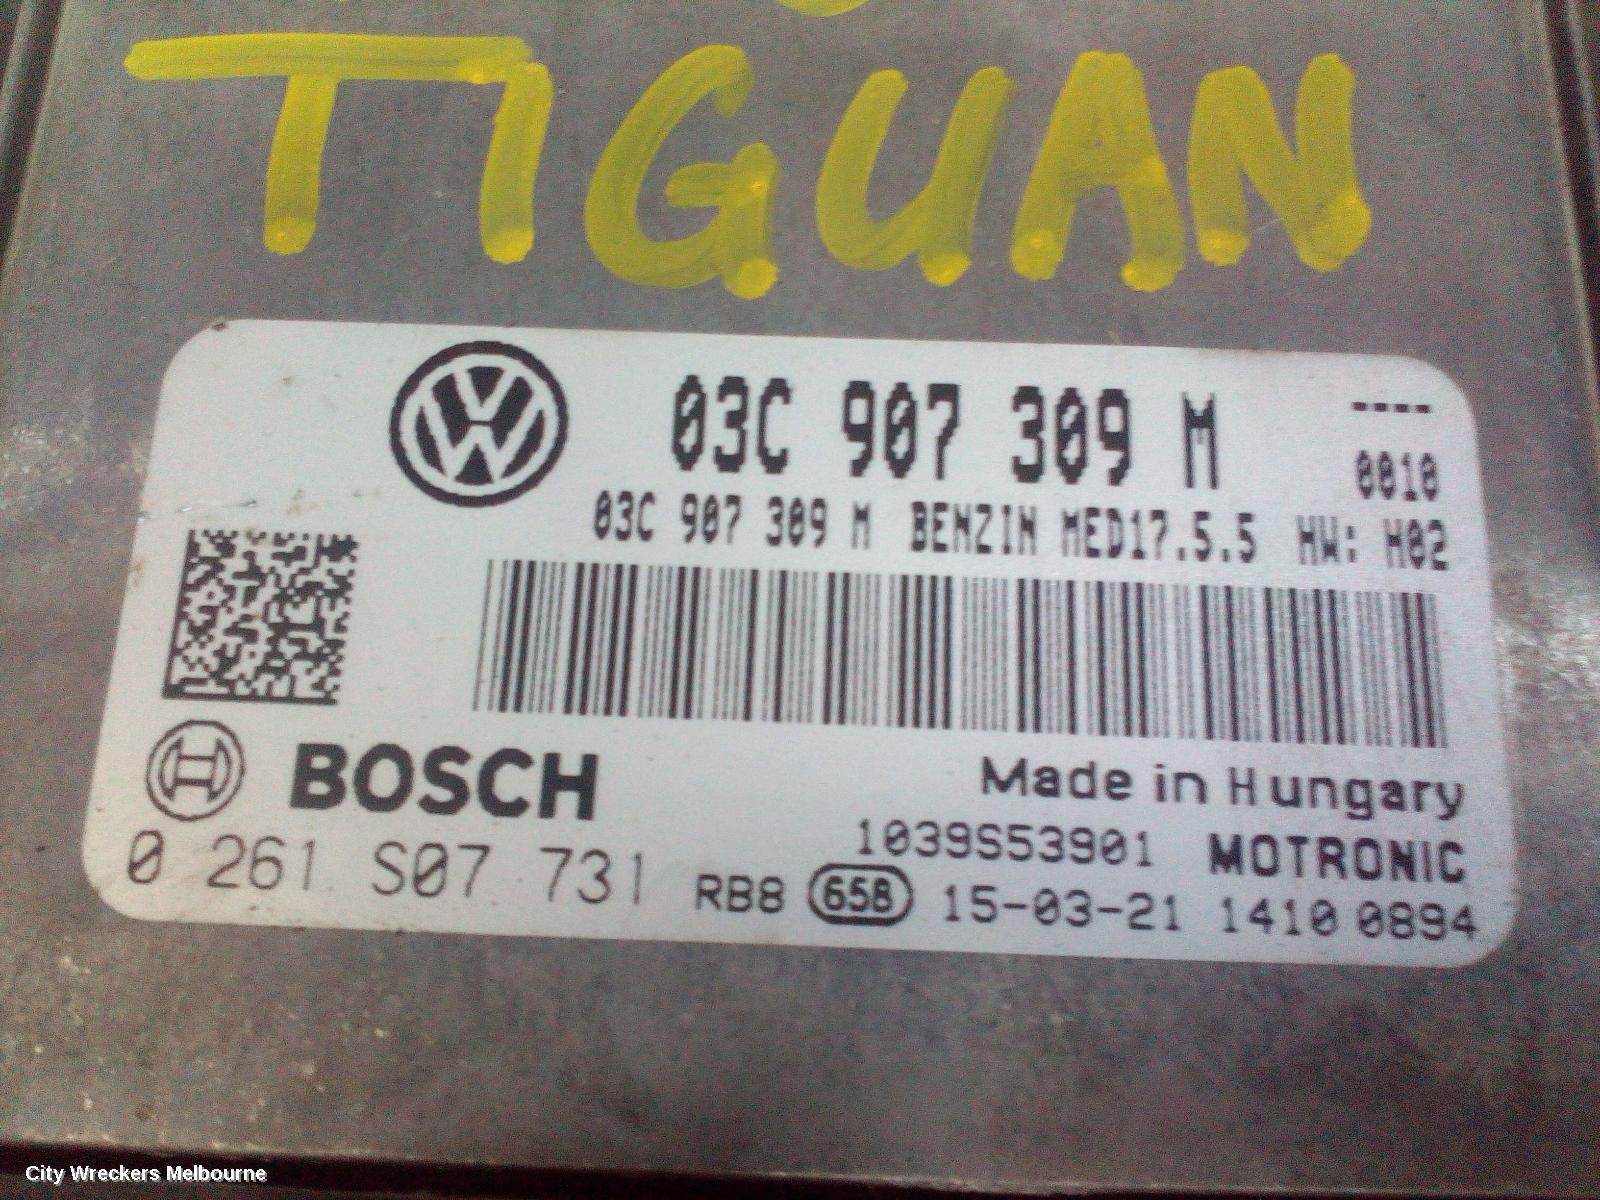 TIGUAN
03C 907 309 M ----
0010
03C 907 309 M BENZIN MED17.5.5 HW: H02
BOSCH
Made in Hungary
1039S53901 MOTRONIC
0 261 S07 731 RB8 65B 15-03-21 1410 0894
City Wreckers Melbourne